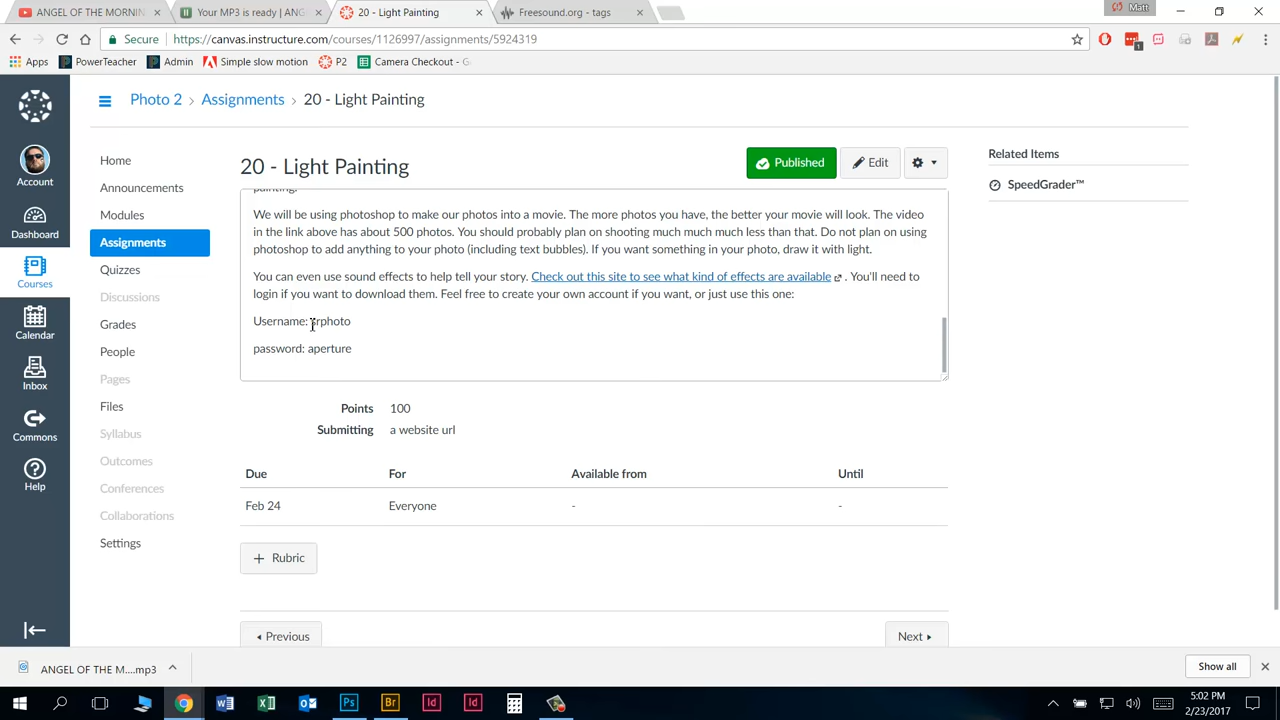 ANGEL OF THE MORNIN
Your MP3 is ready | ANG
20 - Light Painting
Freesound.org - tags
Matt
Secure
https://canvas.instructure.com/courses/1126997/assignments/5924319
1
Apps
PowerTeacher
Admin
Simple slow motion
P2
Camera Checkout - G
Photo 2 > Assignments > 20 - Light Painting
Account
Dashboard
Courses
Calendar
Inbox
Commons
Help
Home
Announcements
Modules
Assignments
Quizzes
Discussions
Grades
People
Pages
Files
Syllabus
Outcomes
Conferences
Collaborations
Settings
20 - Light Painting
Published
Edit
painting.
We will be using photoshop to make our photos into a movie. The more photos you have, the better your movie will look. The video
in the link above has about 500 photos. You should probably plan on shooting much much much less than that. Do not plan on using
photoshop to add anything to your photo (including text bubbles). If you want something in your photo, draw it with light.
You can even use sound effects to help tell your story. Check out this site to see what kind of effects are available . You'll need to
login if you want to download them. Feel free to create your own account if you want, or just use this one:
Username:
password: aperture
Points 100
Submitting a website url
Due For Available from Until
Feb 24 Everyone - -
+ Rubric
Previous
Next
Related Items
SpeedGrader™
ANGEL OF THE M....mp3
Show all
Ps
Br
Id
Id
5:02 PM
2/23/2017